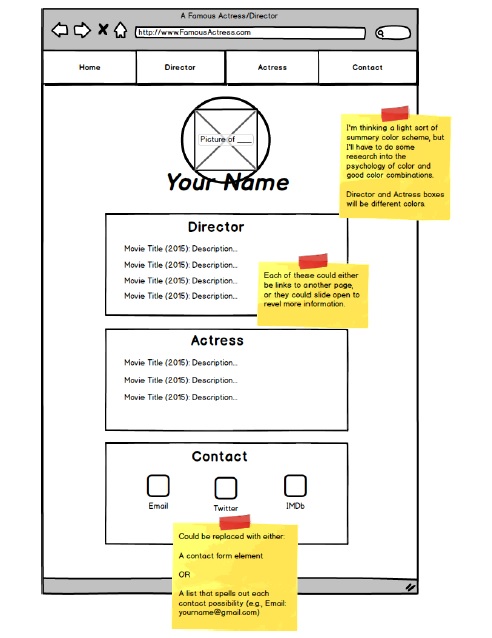 A Famous Actress/Director
http://www.FamousActress.com
Home
Director
Actress
Contact
Picture of ____
Your Name
I'm thinking a light sort of
summery color scheme, but
I'll have to do some
research into the
psychology of color and
good color combinations.
Director and Actress boxes
will be different colors.
Director
Movie Title (2015): Description...
Movie Title (2015): Description...
Movie Title (2015): Description...
Movie Title (2015): Description...
Each of these could either
be links to another page,
or they could slide open to
revel more information.
Actress
Movie Title (2015): Description...
Movie Title (2015): Description...
Movie Title (2015): Description...
Contact
Email
Twitter
IMDb
Could be replaced with either:
A contact form element
OR
A list that spells out each
contact possibility (e.g., Email:
yourname@gmail.com)